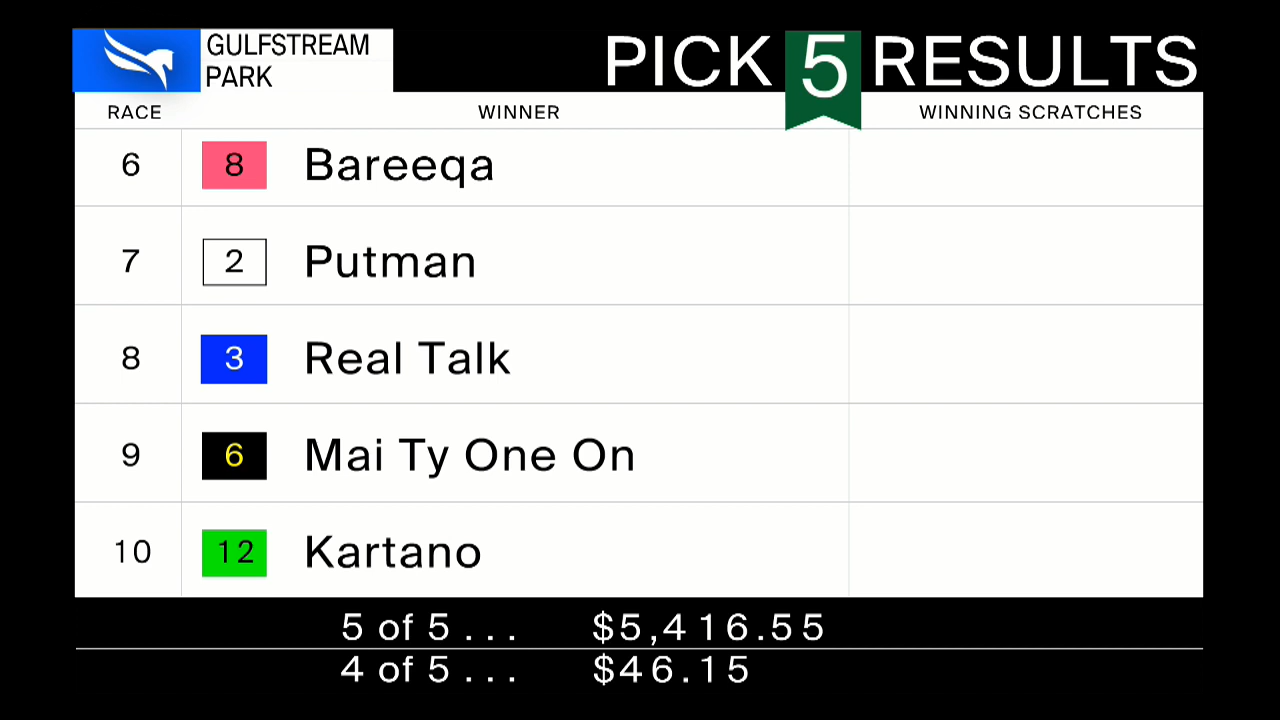 GULFSTREAM
PARK
PICK 5 RESULTS
RACE WINNER WINNING SCRATCHES
6 8 Bareeqa
7 2 Putman
8 3 Real Talk
9 6 Mai Ty One On
10 12 Kartano
5 of 5 . . . $5,416.55
4 of 5 . . . $46.15